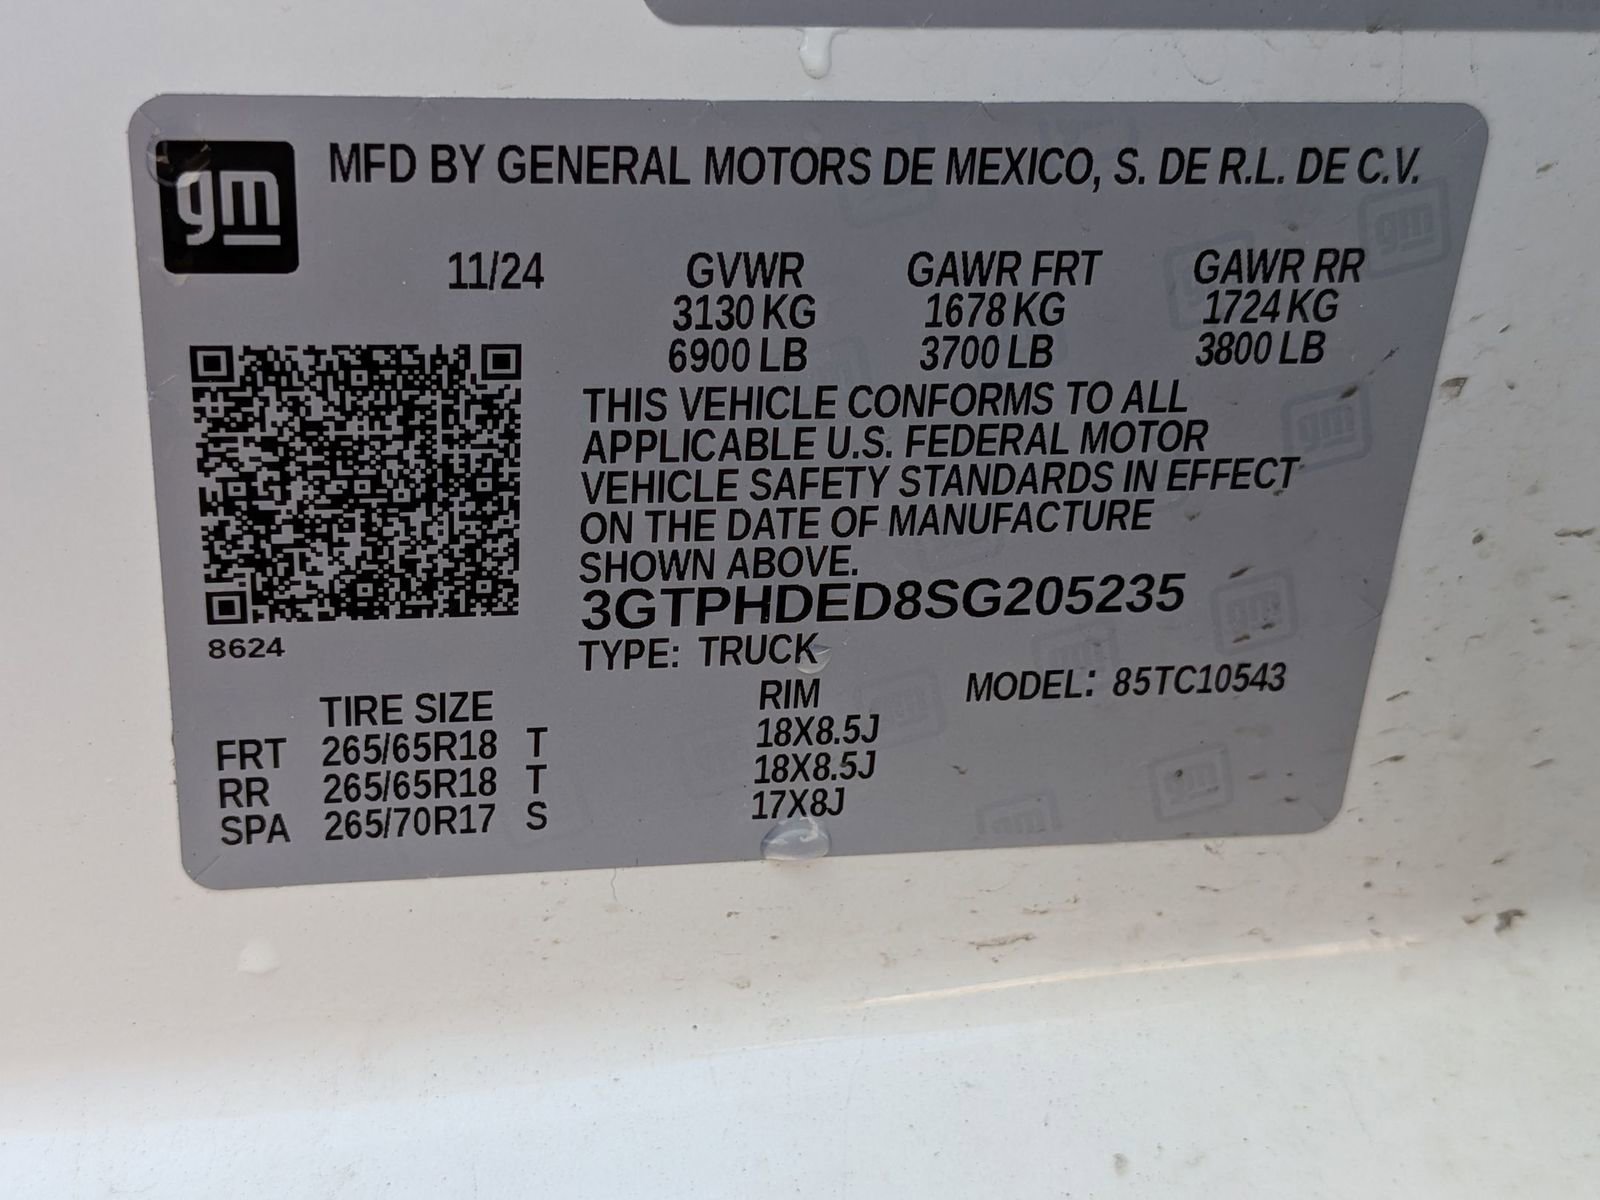 gm
MFD BY GENERAL MOTORS DE MEXICO, S. DE R.L. DE C.V.
11/24 GVWR GAWR FRT GAWR RR
3130 KG 1678 KG 1724 KG
6900 LB 3700 LB 3800 LB
THIS VEHICLE CONFORMS TO ALL
APPLICABLE U.S. FEDERAL MOTOR
VEHICLE SAFETY STANDARDS IN EFFECT
ON THE DATE OF MANUFACTURE
SHOWN ABOVE.
3GTPHDED8SG205235
8624
TYPE: TRUCK
MODEL: 85TC10543
TIRE SIZE RIM
FRT 265/65R18 T 18X8.5J
RR 265/65R18 T 18X8.5J
SPA 265/70R17 S 17X8J